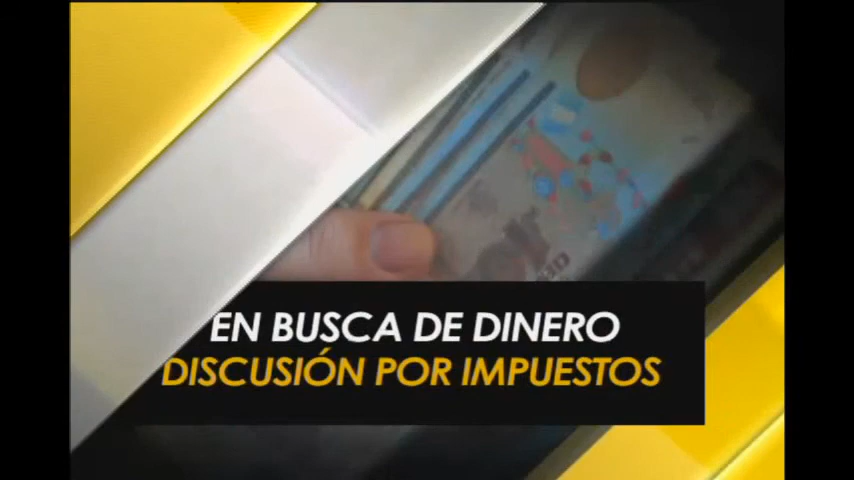 EN BUSCA DE DINERO
DISCUSIÓN POR IMPUESTOS